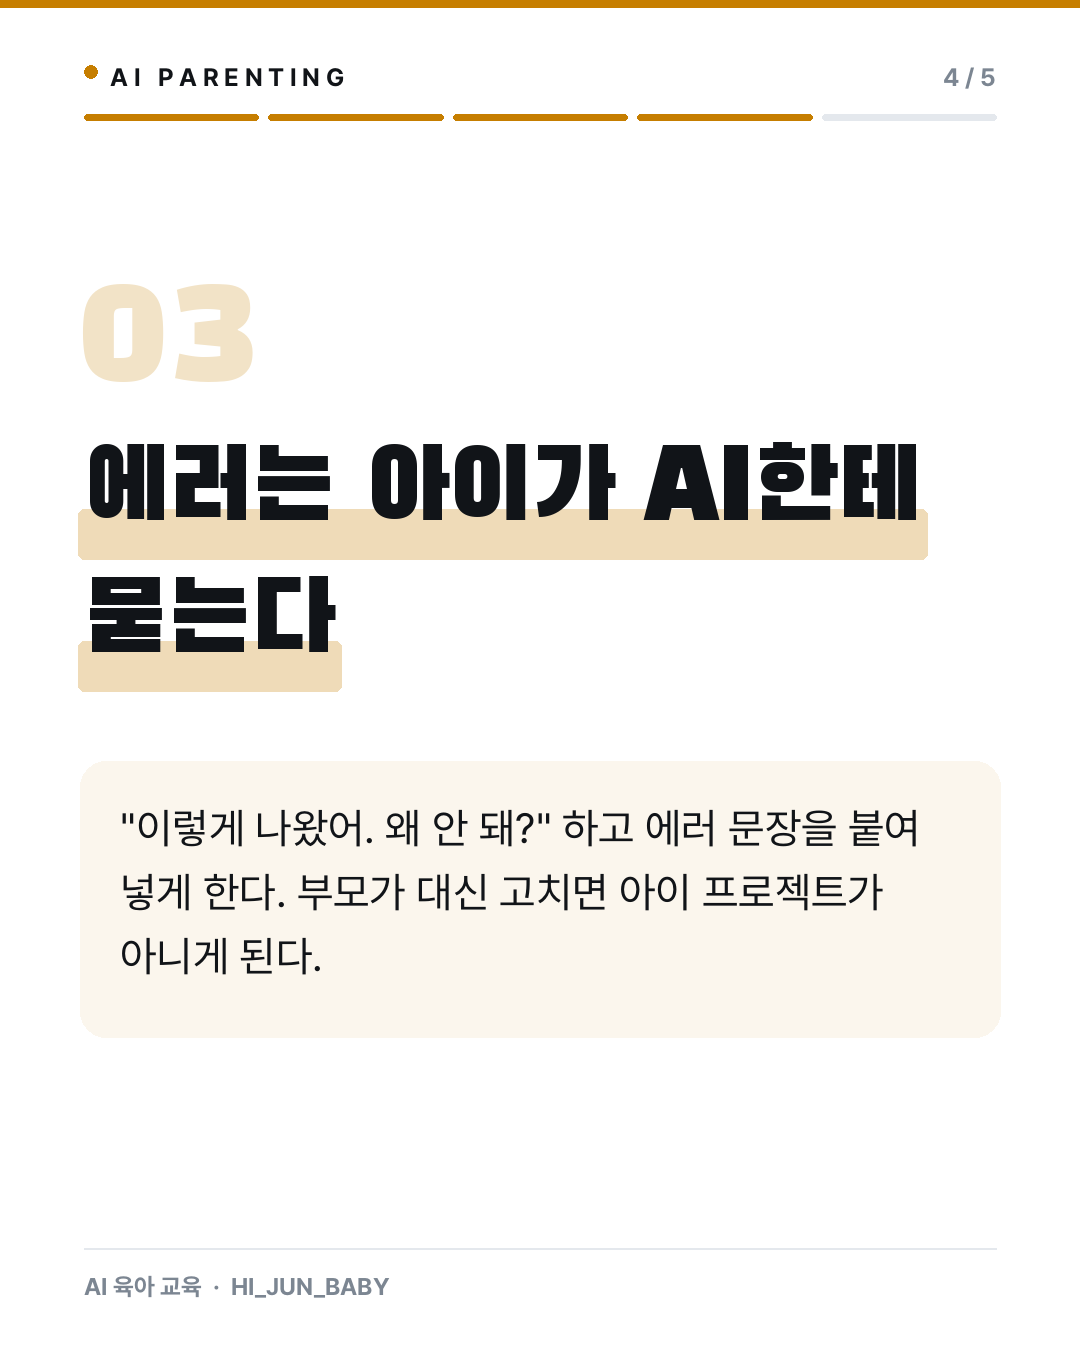 AI PARENTING
4 / 5
03
에러는 아이가 AI한테
묻는다
"이렇게 나왔어. 왜 안 돼?" 하고 에러 문장을 붙여
넣게 한다. 부모가 대신 고치면 아이 프로젝트가
아니게 된다.
AI 육아 교육 · HI_JUN_BABY